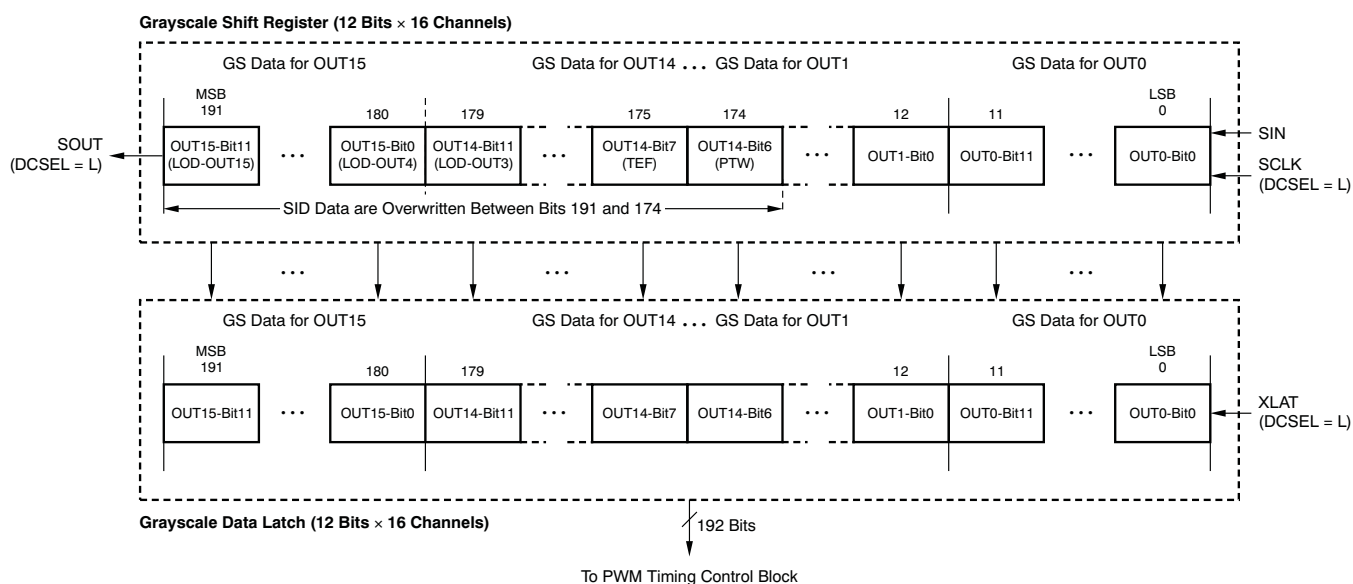 Grayscale Shift Register (12 Bits × 16 Channels)
GS Data for OUT15
GS Data for OUT14 ... GS Data for OUT1
GS Data for OUT0
MSB
191
180
179
175
174
12
11
LSB
0
SOUT
(DCSEL = L)
OUT15-Bit11
(LOD-OUT15)
...
OUT15-Bit0
(LOD-OUT4)
OUT14-Bit11
(LOD-OUT3)
...
OUT14-Bit7
(TEF)
OUT14-Bit6
(PTW)
...
OUT1-Bit0
OUT0-Bit11
...
OUT0-Bit0
SIN
SCLK
(DCSEL = L)
SID Data are Overwritten Between Bits 191 and 174
... ... ... ...
GS Data for OUT15
GS Data for OUT14 ... GS Data for OUT1
GS Data for OUT0
MSB
191
180
179
12
11
LSB
0
OUT15-Bit11
...
OUT15-Bit0
OUT14-Bit11
...
OUT14-Bit7
OUT14-Bit6
...
OUT1-Bit0
OUT0-Bit11
...
OUT0-Bit0
XLAT
(DCSEL = L)
Grayscale Data Latch (12 Bits × 16 Channels)
192 Bits
To PWM Timing Control Block